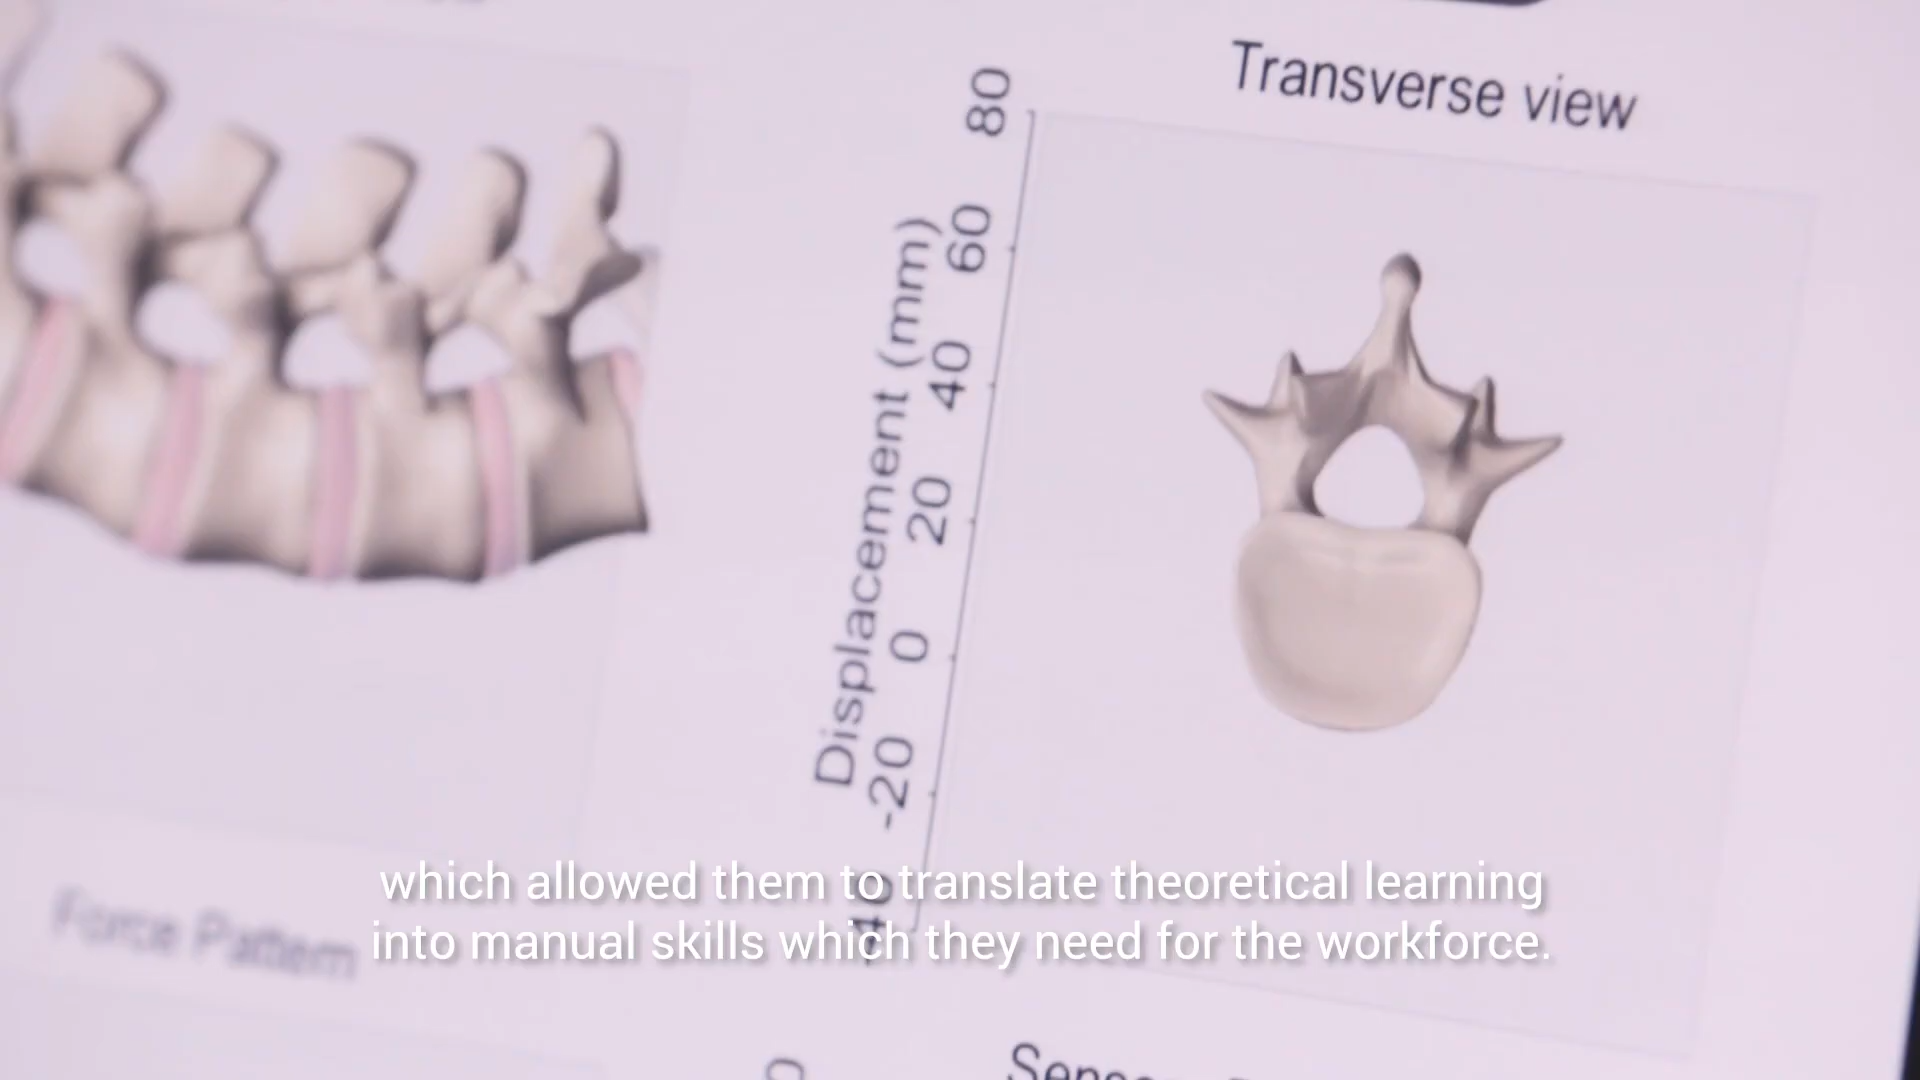 Transverse view
80
60
40
20
0
-20
-40
Displacement (mm)
Force Pattern
which allowed them to translate theoretical learning
into manual skills which they need for the workforce.